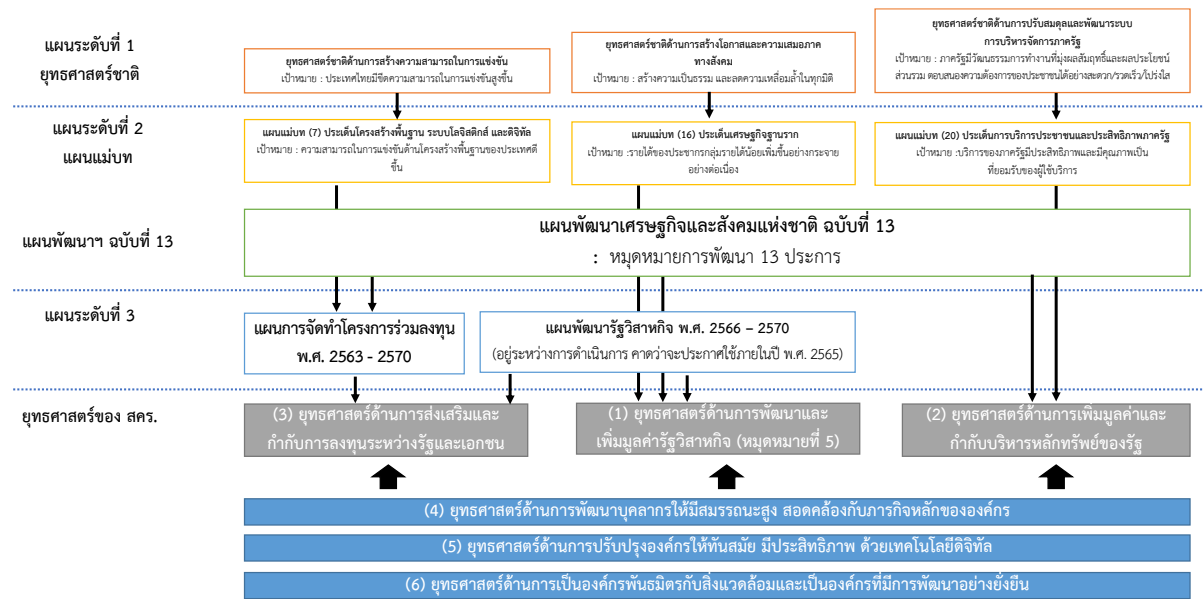 แผนระดับที่ 1
ยุทธศาสตร์ชาติ
ยุทธศาสตร์ชาติด้านการสร้างความสามารถในการแข่งขัน
เป้าหมาย : ประเทศไทยมีขีดความสามารถในการแข่งขันสูงขึ้น
ยุทธศาสตร์ชาติด้านการสร้างโอกาสและความเสมอภาค
ทางสังคม
เป้าหมาย : สร้างความเป็นธรรม และลดความเหลื่อมล้ำในทุกมิติ
ยุทธศาสตร์ชาติด้านการปรับสมดุลและพัฒนาระบบ
การบริหารจัดการภาครัฐ
เป้าหมาย : ภาครัฐมีวัฒนธรรมการทำงานที่มุ่งผลสัมฤทธิ์และผลประโยชน์
ส่วนรวม ตอบสนองความต้องการของประชาชนได้อย่างสะดวก/รวดเร็ว/โปร่งใส
แผนระดับที่ 2
แผนแม่บท
แผนแม่บท (7) ประเด็นโครงสร้างพื้นฐาน ระบบโลจิสติกส์ และดิจิทัล
เป้าหมาย : ความสามารถในการแข่งขันด้านโครงสร้างพื้นฐานของประเทศดี
ขึ้น
แผนแม่บท (16) ประเด็นเศรษฐกิจฐานราก
เป้าหมาย :รายได้ของประชากรกลุ่มรายได้น้อยเพิ่มขึ้นอย่างกระจาย
อย่างต่อเนื่อง
แผนแม่บท (20) ประเด็นการบริการประชาชนและประสิทธิภาพภาครัฐ
เป้าหมาย :บริการของภาครัฐมีประสิทธิภาพและมีคุณภาพเป็น
ที่ยอมรับของผู้ใช้บริการ
แผนพัฒนาฯ ฉบับที่ 13
แผนพัฒนาเศรษฐกิจและสังคมแห่งชาติ ฉบับที่ 13
: หมุดหมายการพัฒนา 13 ประการ
แผนระดับที่ 3
แผนการจัดทำโครงการร่วมลงทุน
พ.ศ. 2563 - 2570
แผนพัฒนารัฐวิสาหกิจ พ.ศ. 2566 – 2570
(อยู่ระหว่างการดำเนินการ คาดว่าจะประกาศใช้ภายในปี พ.ศ. 2565)
ยุทธศาสตร์ของ สคร.
(3) ยุทธศาสตร์ด้านการส่งเสริมและ
กำกับการลงทุนระหว่างรัฐและเอกชน
(1) ยุทธศาสตร์ด้านการพัฒนาและ
เพิ่มมูลค่ารัฐวิสาหกิจ (หมุดหมายที่ 5)
(2) ยุทธศาสตร์ด้านการเพิ่มมูลค่าและ
กำกับบริหารหลักทรัพย์ของรัฐ
(4) ยุทธศาสตร์ด้านการพัฒนาบุคลากรให้มีสมรรถนะสูง สอดคล้องกับภารกิจหลักขององค์กร
(5) ยุทธศาสตร์ด้านการปรับปรุงองค์กรให้ทันสมัย มีประสิทธิภาพ ด้วยเทคโนโลยีดิจิทัล
(6) ยุทธศาสตร์ด้านการเป็นองค์กรพันธมิตรกับสิ่งแวดล้อมและเป็นองค์กรที่มีการพัฒนาอย่างยั่งยืน